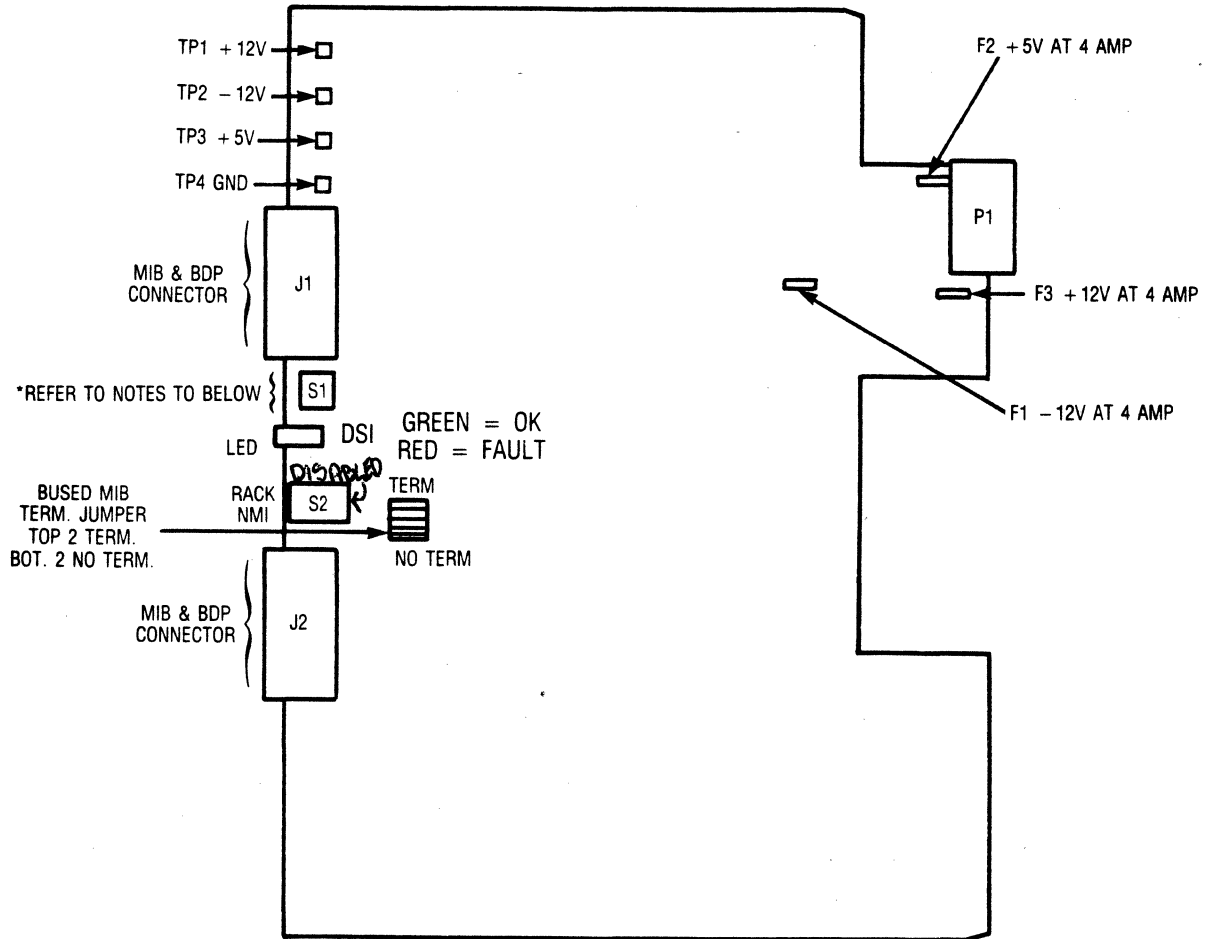 TP1 +12V
TP2 −12V
TP3 +5V
TP4 GND
F2 +5V AT 4 AMP
P1
MIB & BDP
CONNECTOR
J1
F3 +12V AT 4 AMP
*REFER TO NOTES TO BELOW
S1
F1 −12V AT 4 AMP
LED
DSI
GREEN = OK
RED = FAULT
DISABLED
BUSED MIB
TERM. JUMPER
TOP 2 TERM.
BOT. 2 NO TERM.
RACK
NMI
S2
TERM
NO TERM
MIB & BDP
CONNECTOR
J2